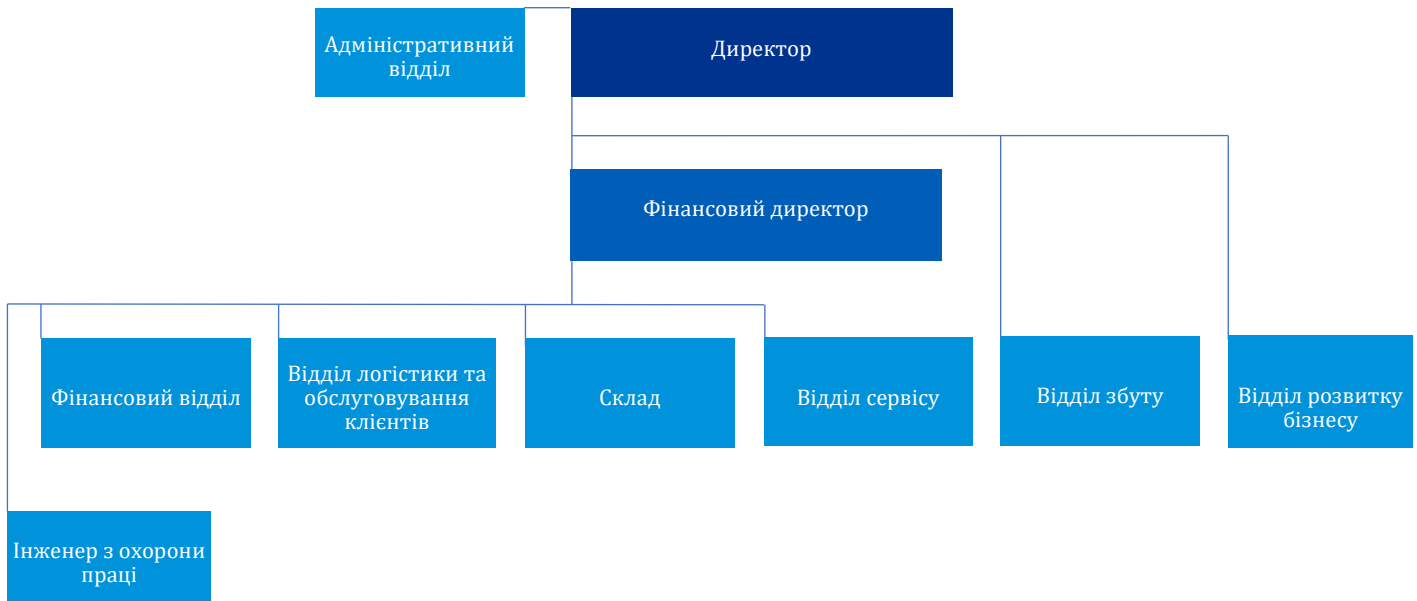 Адміністративний
відділ
Директор
Фінансовий директор
Фінансовий відділ
Відділ логістики та
обслуговування
клієнтів
Склад
Відділ сервісу
Відділ збуту
Відділ розвитку
бізнесу
Інженер з охорони
праці